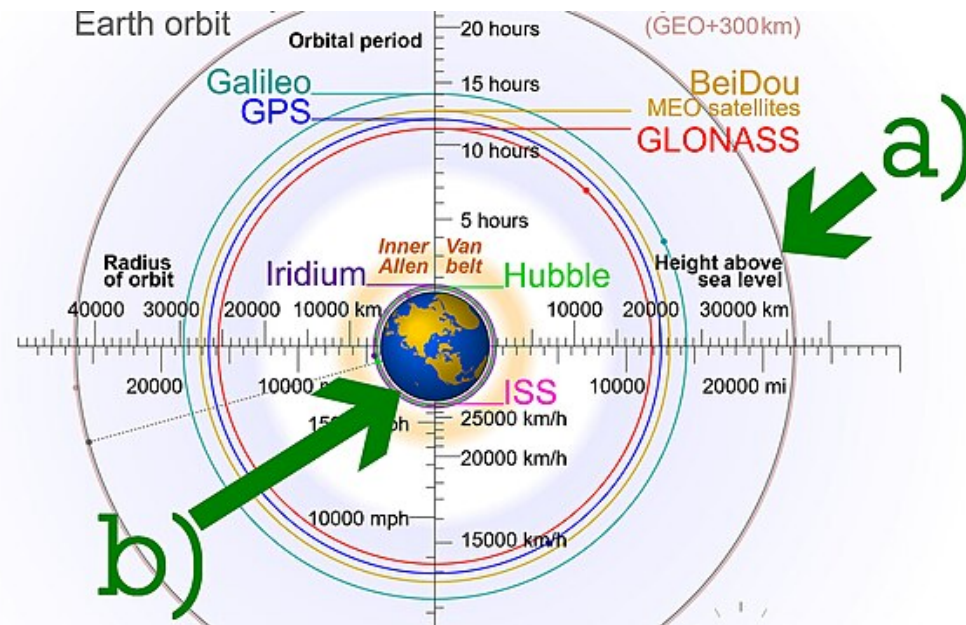 Earth orbit
(GEO+300km)
20 hours
Orbital period
15 hours
Galileo
BeiDou
GPS
MEO satellites
GLONASS
10 hours
a)
5 hours
Inner Van
Allen belt
Radius
of orbit
Height above
sea level
Iridium
Hubble
40000 30000 20000 10000 km
10000 20000 30000 km
20000 10000
10000 20000 mi
ISS
25000 km/h
20000 km/h
10000 mph
15000 km/h
b)